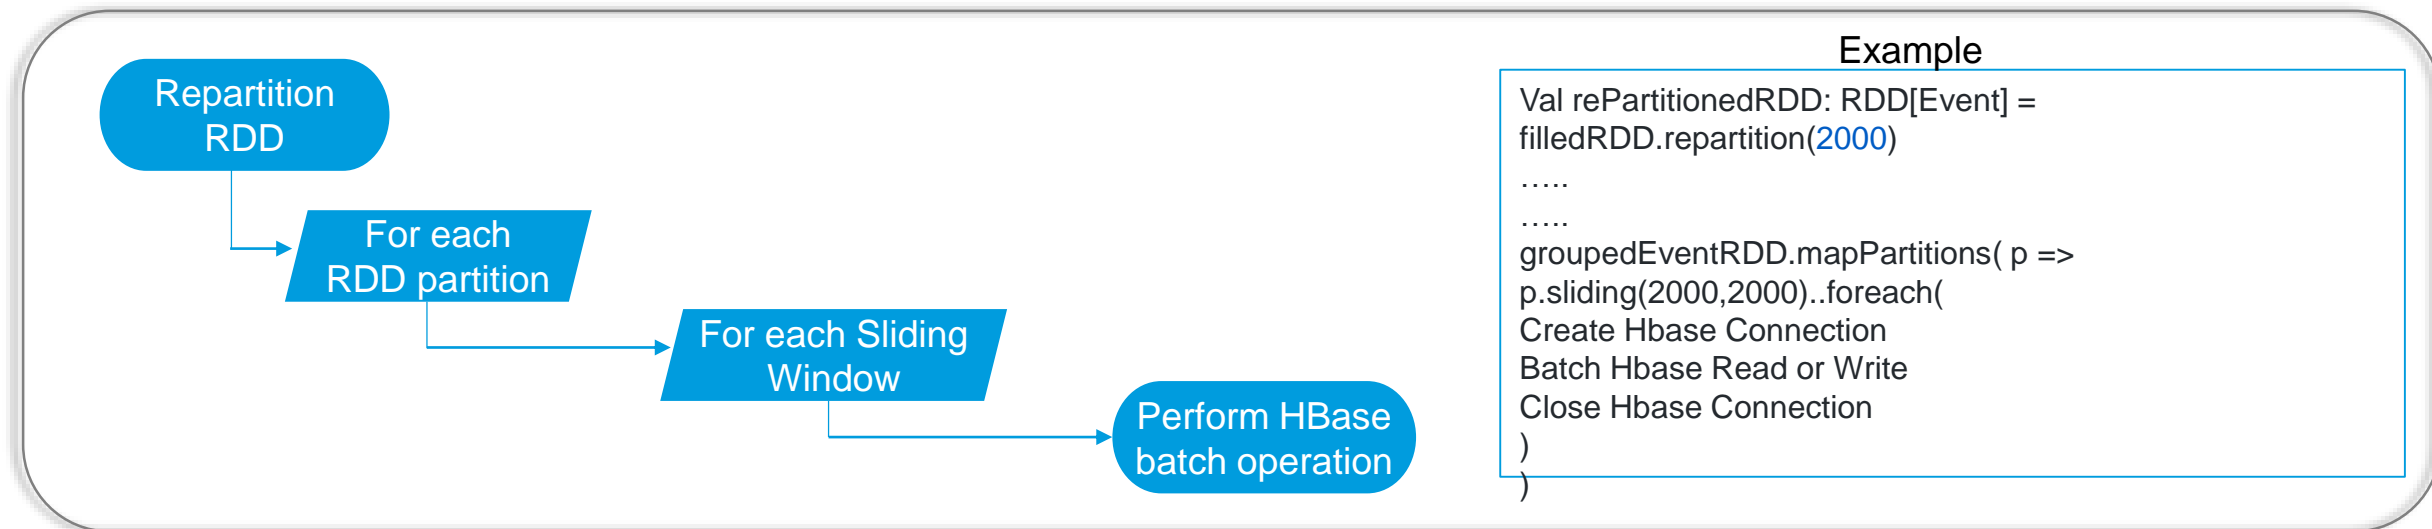 Repartition
RDD
For each
RDD partition
For each Sliding
Window
Perform HBase
batch operation
Example
Val rePartitionedRDD: RDD[Event] =
filledRDD.repartition(2000)
.....
.....
groupedEventRDD.mapPartitions( p =>
p.sliding(2000,2000)..foreach(
Create Hbase Connection
Batch Hbase Read or Write
Close Hbase Connection
)
)